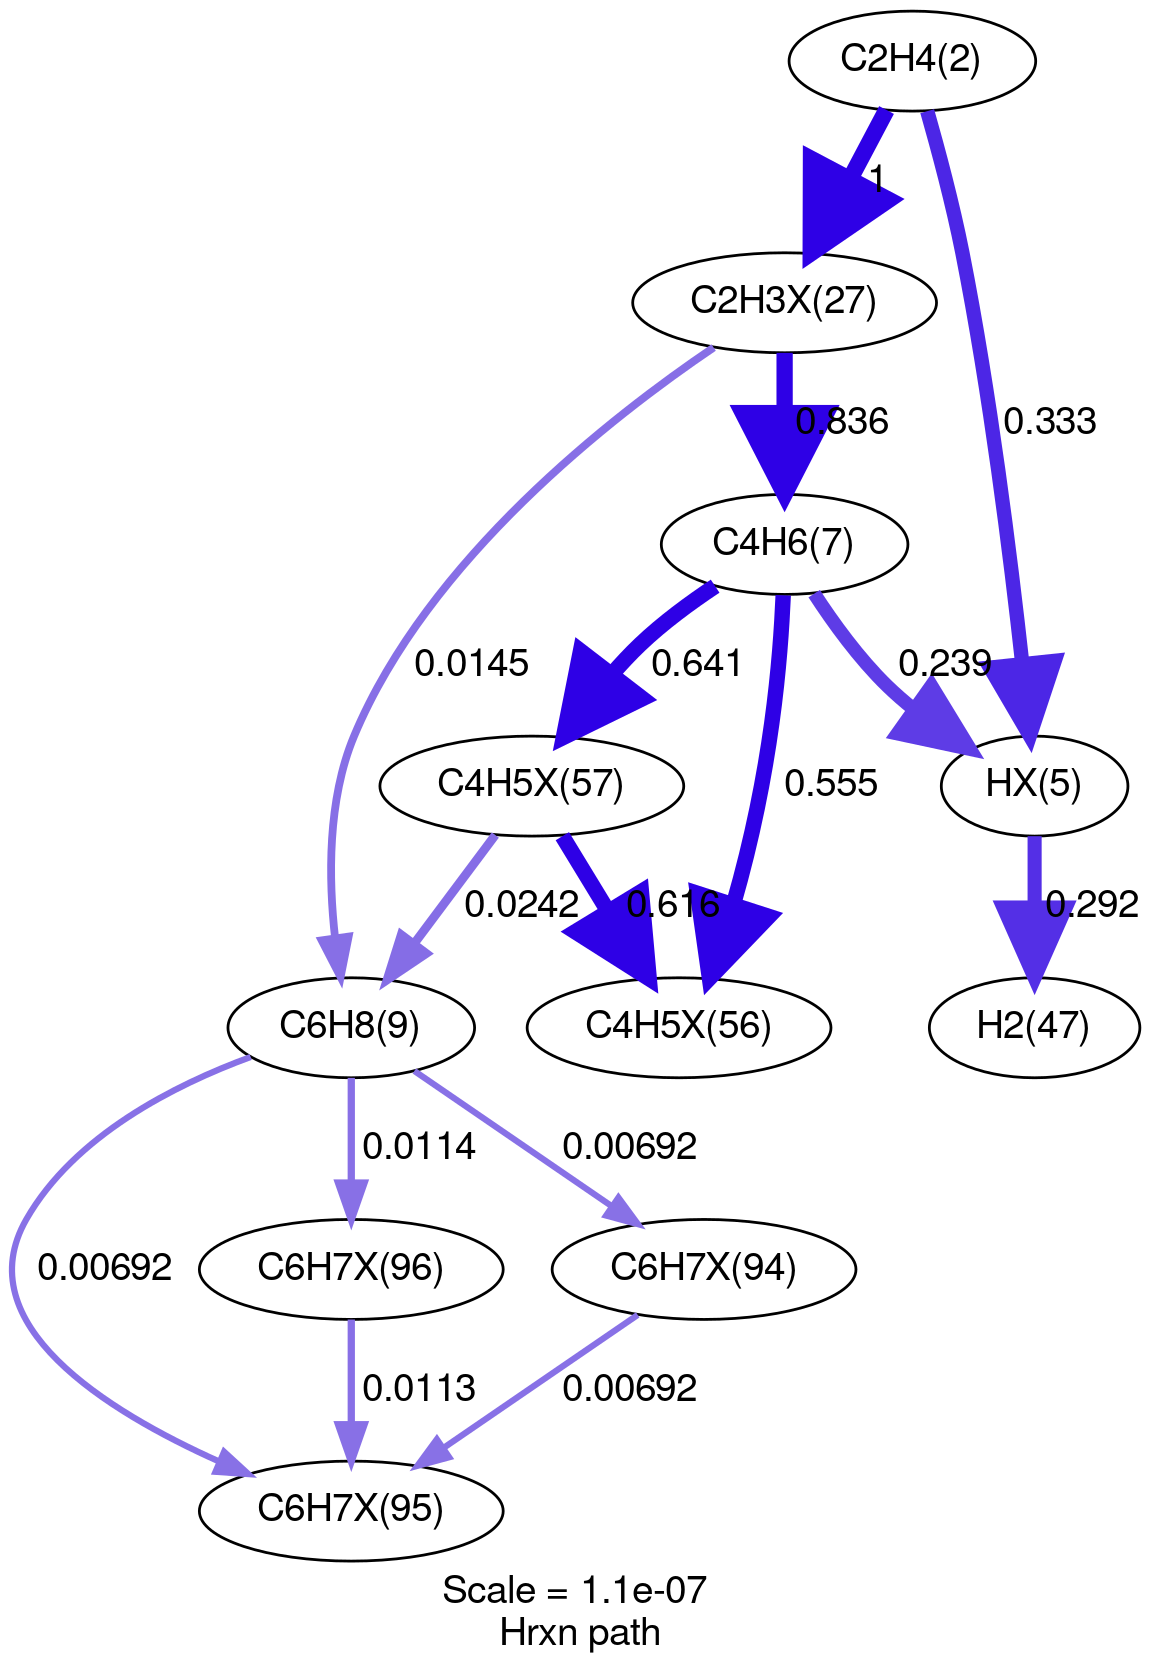 C2H4(2)
1
C2H3X(27)
0.836
0.333
C4H6(7)
0.0145
0.641
0.239
C4H5X(57)
0.555
HX(5)
0.0242
0.616
0.292
C6H8(9)
C4H5X(56)
H2(47)
0.0114
0.00692
0.00692
C6H7X(96)
C6H7X(94)
0.0113
0.00692
C6H7X(95)
Scale = 1.1e-07
Hrxn path